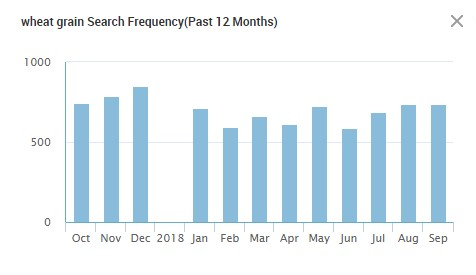 wheat grain Search Frequency(Past 12 Months)
1000
500
0
Oct Nov Dec 2018 Jan Feb Mar Apr May Jun Jul Aug Sep